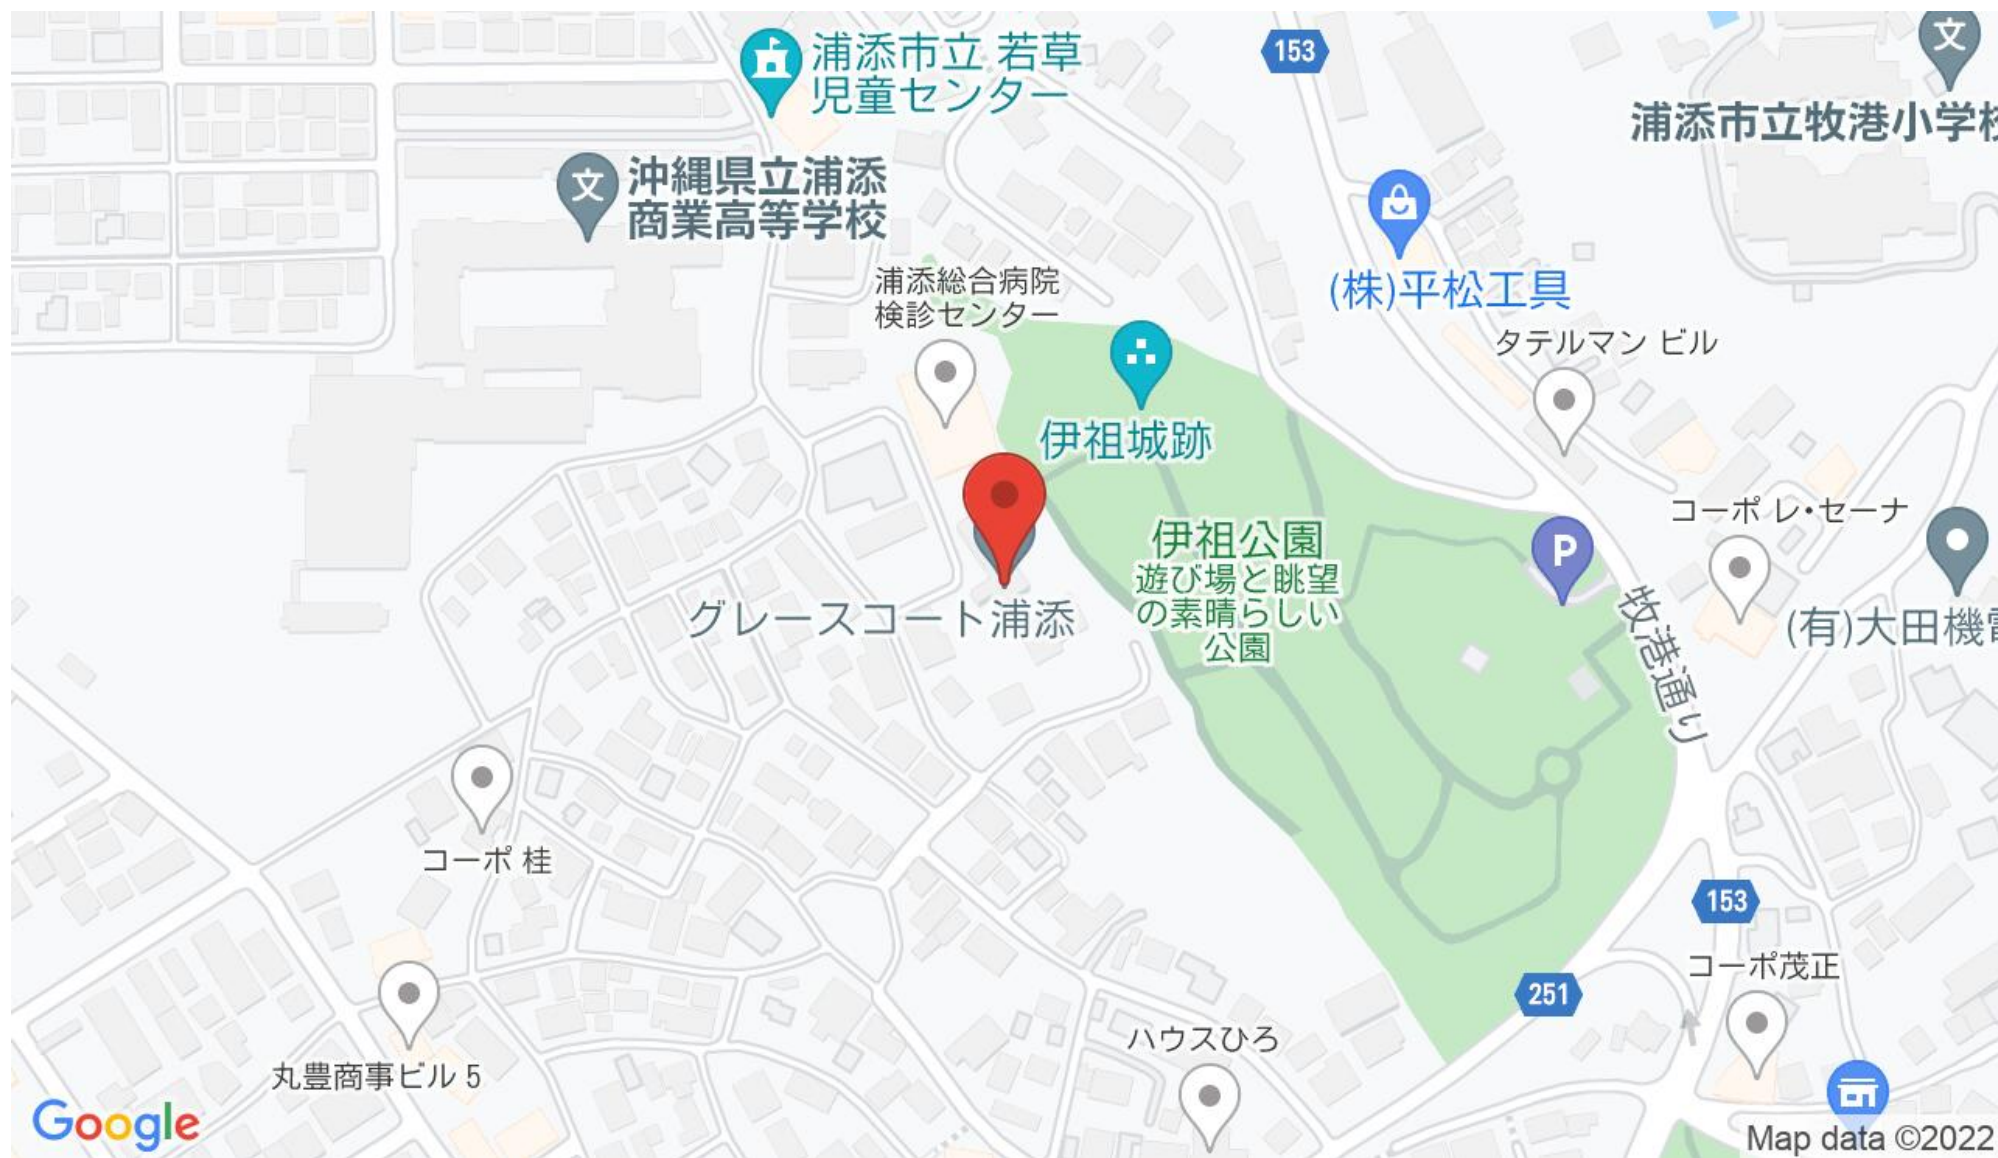 浦添市立 若草
児童センター
153
文
浦添市立牧港小学校
文
沖縄県立浦添
商業高等学校
浦添総合病院
検診センター
(株)平松工具
タテルマン ビル
伊祖城跡
コーポ レ・セーナ
伊祖公園
遊び場と眺望
の素晴らしい
公園
P
グレースコート浦添
牧港通り
(有)大田機電
コーポ 桂
153
コーポ茂正
251
ハウスひろ
丸豊商事ビル 5
Google
Map data ©2022